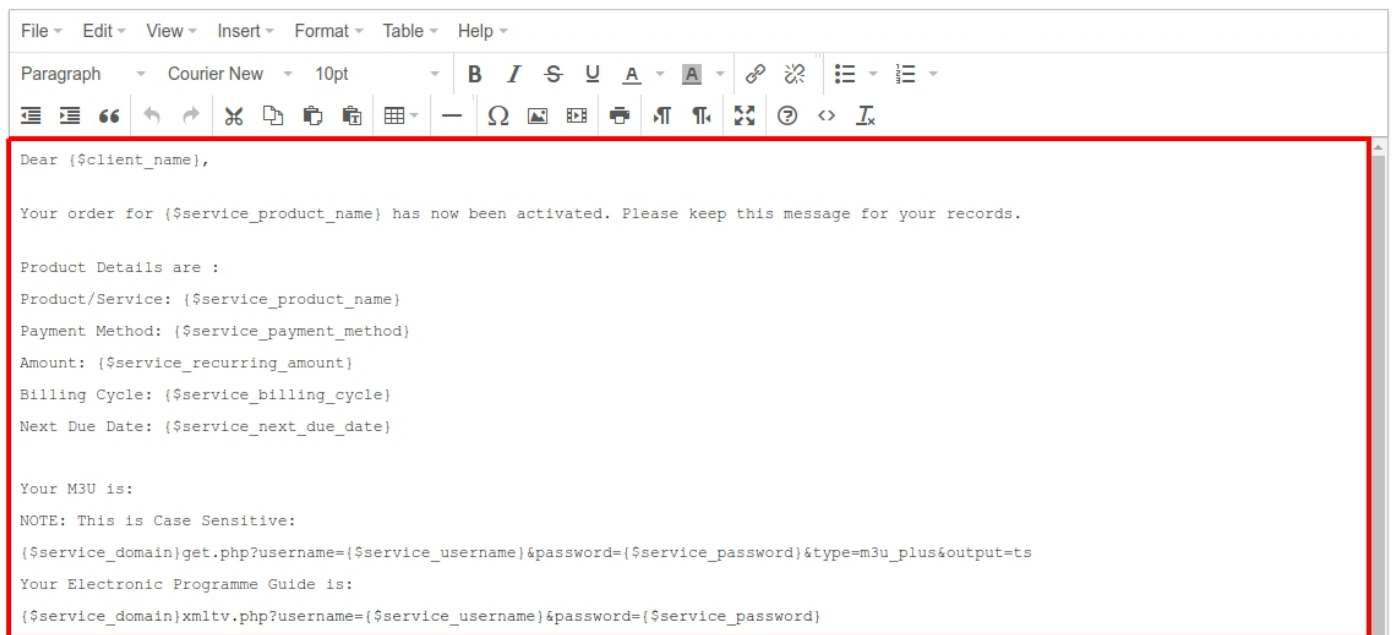 File Edit View Insert Format Table Help
Paragraph Courier New 10pt B I S U A A
Dear {$client_name},
Your order for {$service_product_name} has now been activated. Please keep this message for your records.
Product Details are :
Product/Service: {$service_product_name}
Payment Method: {$service_payment_method}
Amount: {$service_recurring_amount}
Billing Cycle: {$service_billing_cycle}
Next Due Date: {$service_next_due_date}
Your M3U is:
NOTE: This is Case Sensitive:
{$service_domain}get.php?username={$service_username}&password={$service_password}&type=m3u_plus&output=ts
Your Electronic Programme Guide is:
{$service_domain}xmltv.php?username={$service_username}&password={$service_password}